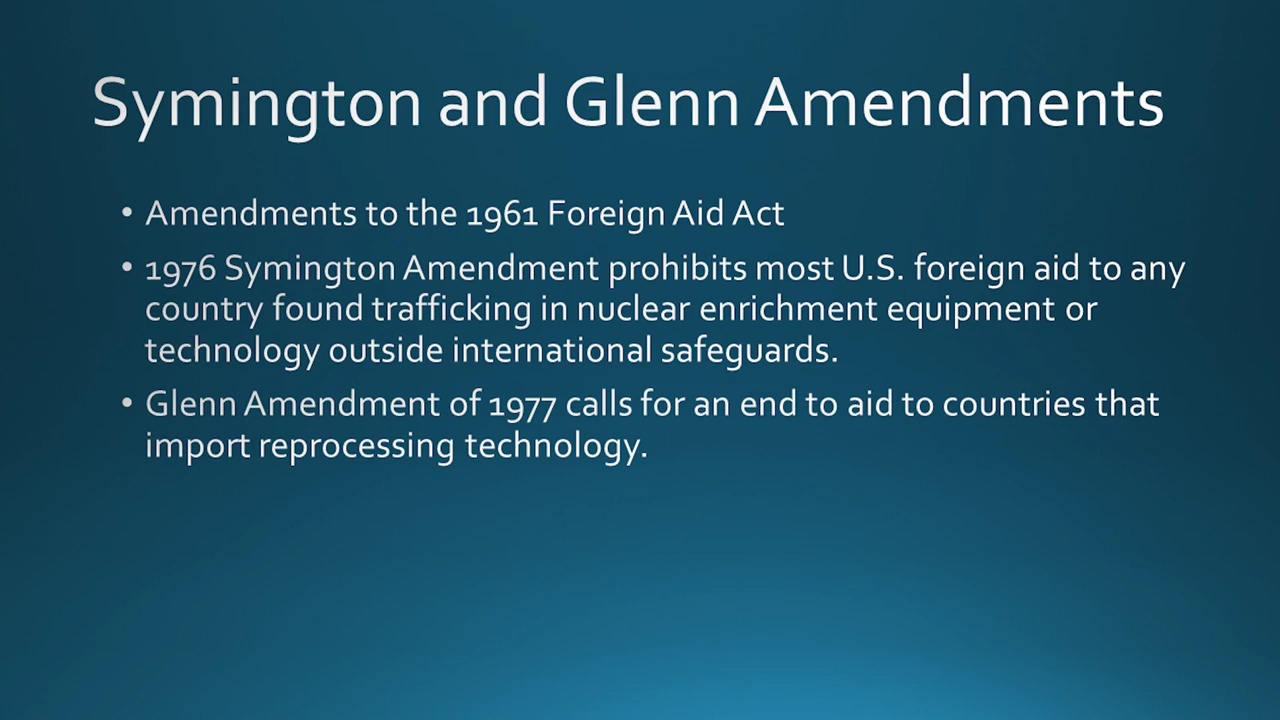 Symington and Glenn Amendments
• Amendments to the 1961 Foreign Aid Act
• 1976 Symington Amendment prohibits most U.S. foreign aid to any
country found trafficking in nuclear enrichment equipment or
technology outside international safeguards.
• Glenn Amendment of 1977 calls for an end to aid to countries that
import reprocessing technology.